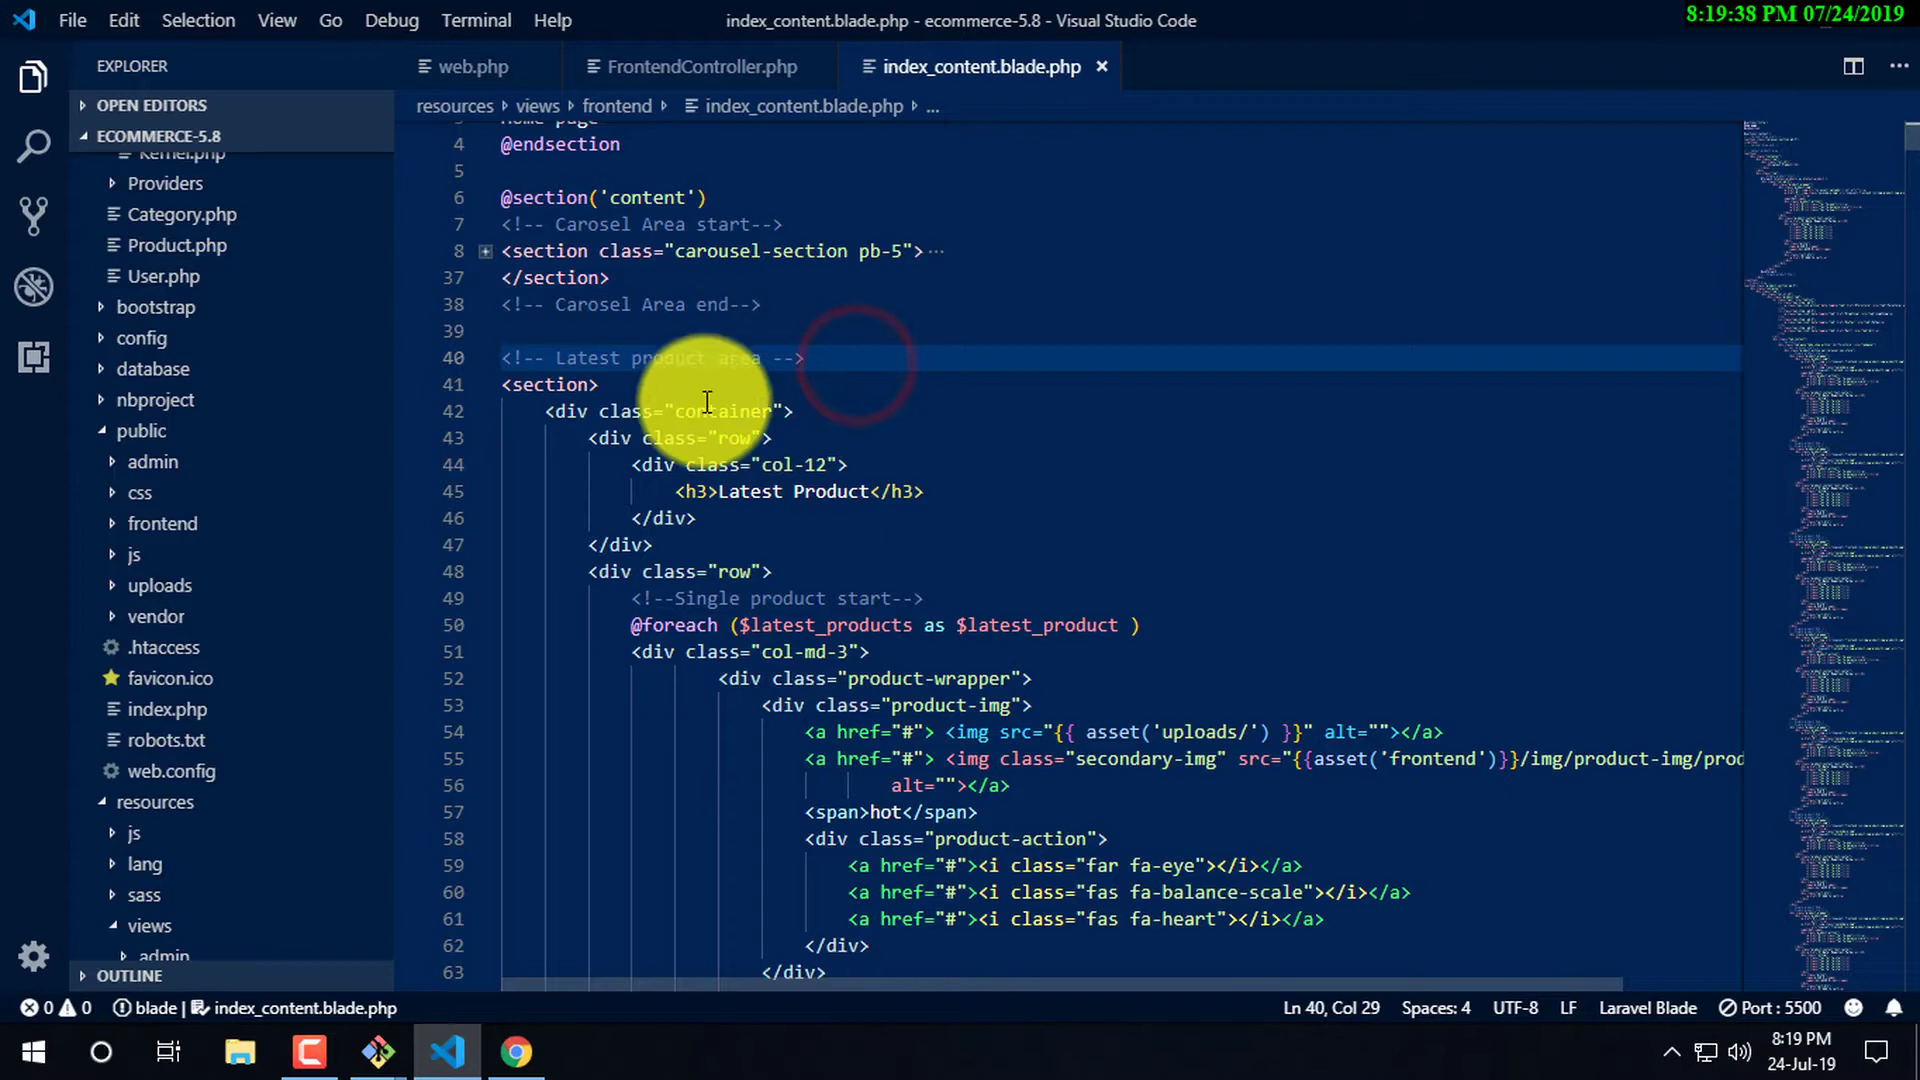 File Edit Selection View Go Debug Terminal Help
index_content.blade.php - ecommerce-5.8 - Visual Studio Code
8:19:38 PM 07/24/2019
EXPLORER
OPEN EDITORS
ECOMMERCE-5.8
Kernel.php
Providers
Category.php
Product.php
User.php
bootstrap
config
database
nbproject
public
admin
css
frontend
js
uploads
vendor
.htaccess
favicon.ico
index.php
robots.txt
web.config
resources
js
lang
sass
views
admin
OUTLINE
web.php
FrontendController.php
index_content.blade.php ×
resources › views › frontend › index_content.blade.php › ...
3 Home page
4 @endsection
5
6 @section('content')
7 <!-- Carosel Area start-->
8 <section class="carousel-section pb-5"> ...
37 </section>
38 <!-- Carosel Area end-->
39
40 <!-- Latest product area -->
41 <section>
42 <div class="container">
43 <div class="row">
44 <div class="col-12">
45 <h3>Latest Product</h3>
46 </div>
47 </div>
48 <div class="row">
49 <!--Single product start-->
50 @foreach ($latest_products as $latest_product )
51 <div class="col-md-3">
52 <div class="product-wrapper">
53 <div class="product-img">
54 <a href="#"> <img src="{{ asset('uploads/') }}" alt=""></a>
55 <a href="#"> <img class="secondary-img" src="{{asset('frontend')}}/img/product-img/prod
56 alt=""></a>
57 <span>hot</span>
58 <div class="product-action">
59 <a href="#"><i class="far fa-eye"></i></a>
60 <a href="#"><i class="fas fa-balance-scale"></i></a>
61 <a href="#"><i class="fas fa-heart"></i></a>
62 </div>
63 </div>
0 0 blade | index_content.blade.php
Ln 40, Col 29 Spaces: 4 UTF-8 LF Laravel Blade Port : 5500
8:19 PM
24-Jul-19